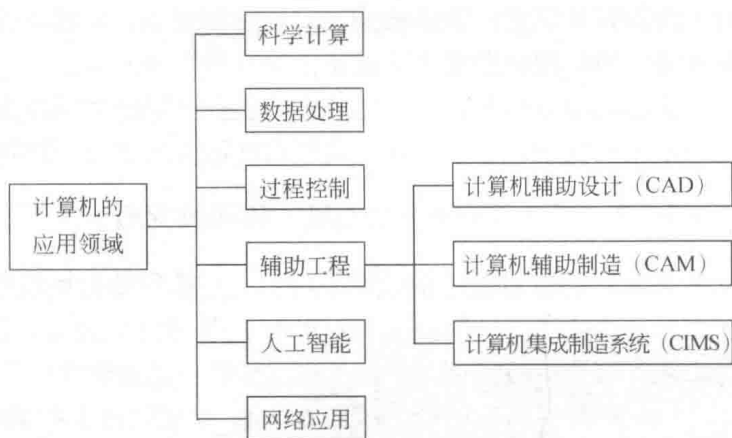 科学计算
数据处理
过程控制
计算机辅助设计（CAD）
计算机的
应用领域
辅助工程
计算机辅助制造（CAM）
人工智能
计算机集成制造系统（CIMS）
网络应用